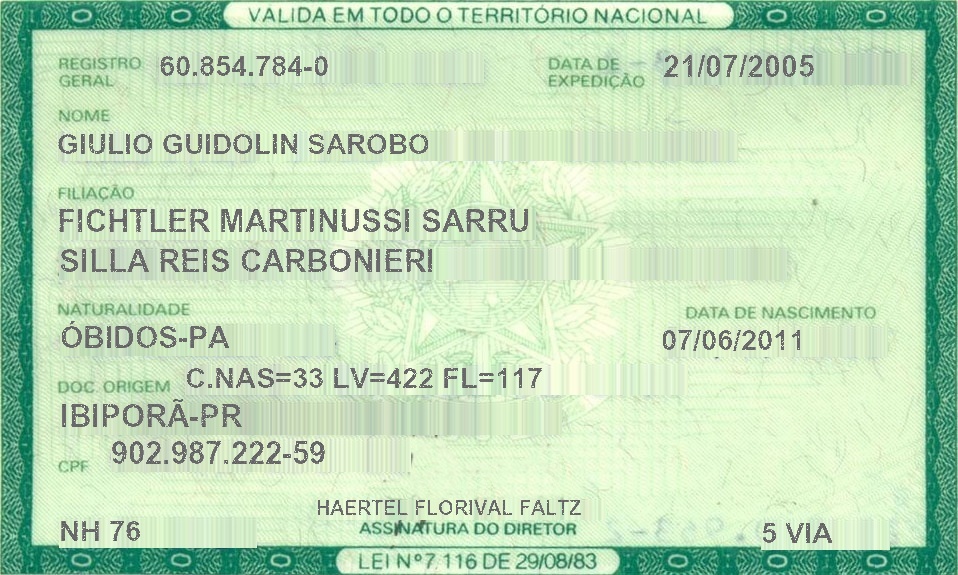 VALIDA EM TODO O TERRITÓRIO NACIONAL
REGISTRO GERAL 60.854.784-0 DATA DE EXPEDIÇÃO 21/07/2005
NOME
GIULIO GUIDOLIN SAROBO
FILIAÇÃO
FICHTLER MARTINUSSI SARRU
SILLA REIS CARBONIERI
NATURALIDADE DATA DE NASCIMENTO
ÓBIDOS-PA 07/06/2011
DOC. ORIGEM C.NAS=33 LV=422 FL=117
IBIPORÃ-PR
CPF 902.987.222-59
HAERTEL FLORIVAL FALTZ
NH 76 ASSINATURA DO DIRETOR 5 VIA
LEI Nº 7.116 DE 29/08/83